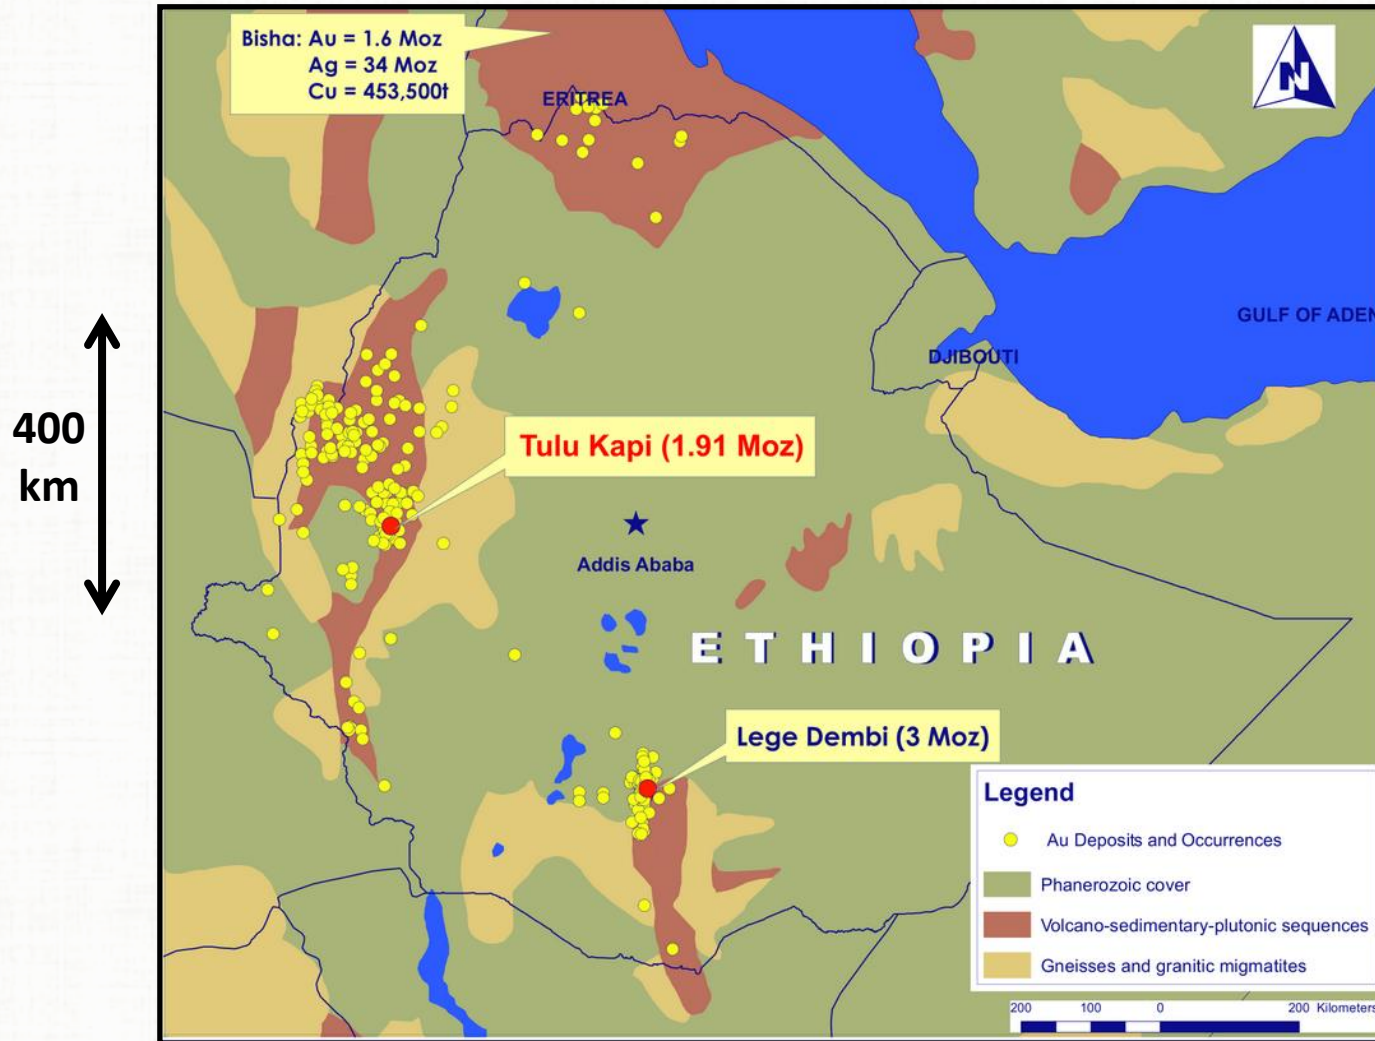 Bisha: Au = 1.6 Moz
Ag = 34 Moz
Cu = 453,500t
ERITREA
N
GULF OF ADEN
DJIBOUTI
400
km
Tulu Kapi (1.91 Moz)
Addis Ababa
ETHIOPIA
Lege Dembi (3 Moz)
Legend
Au Deposits and Occurrences
Phanerozoic cover
Volcano-sedimentary-plutonic sequences
Gneisses and granitic migmatites
200 100 0 200 Kilometers